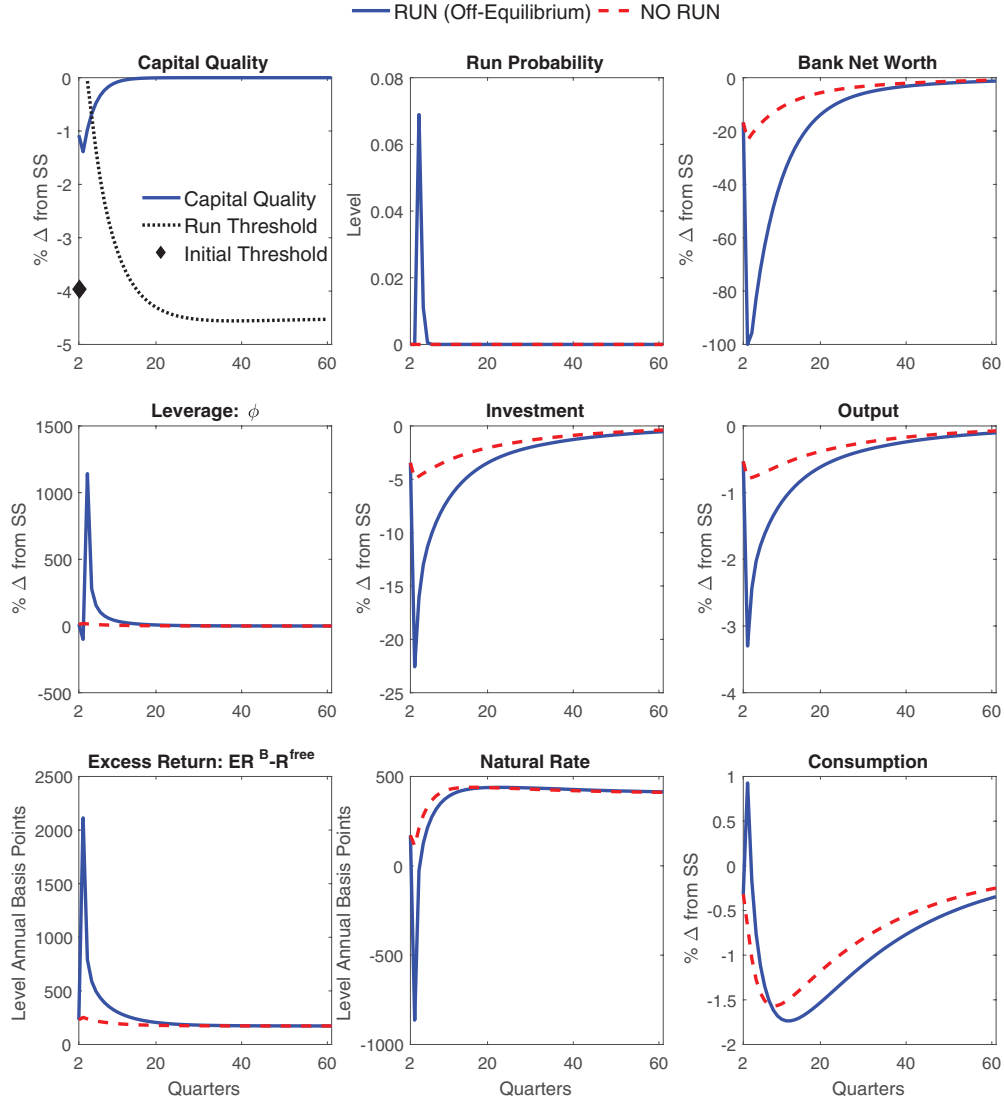 RUN (Off-Equilibrium) NO RUN
Capital Quality
% Δ from SS
0
-1
-2
-3
-4
-5
Capital Quality
Run Threshold
Initial Threshold
2 20 40 60
Run Probability
Level
0.08
0.06
0.04
0.02
0
2 20 40 60
Bank Net Worth
% Δ from SS
0
-20
-40
-60
-80
-100
2 20 40 60
Leverage: ϕ
% Δ from SS
1500
1000
500
0
-500
2 20 40 60
Investment
% Δ from SS
0
-5
-10
-15
-20
-25
2 20 40 60
Output
% Δ from SS
0
-1
-2
-3
-4
2 20 40 60
Excess Return: ER B-Rfree
Level Annual Basis Points
2500
2000
1500
1000
500
0
2 20 40 60
Quarters
Natural Rate
Level Annual Basis Points
500
0
-500
-1000
2 20 40 60
Quarters
Consumption
% Δ from SS
1
0.5
0
-0.5
-1
-1.5
-2
2 20 40 60
Quarters